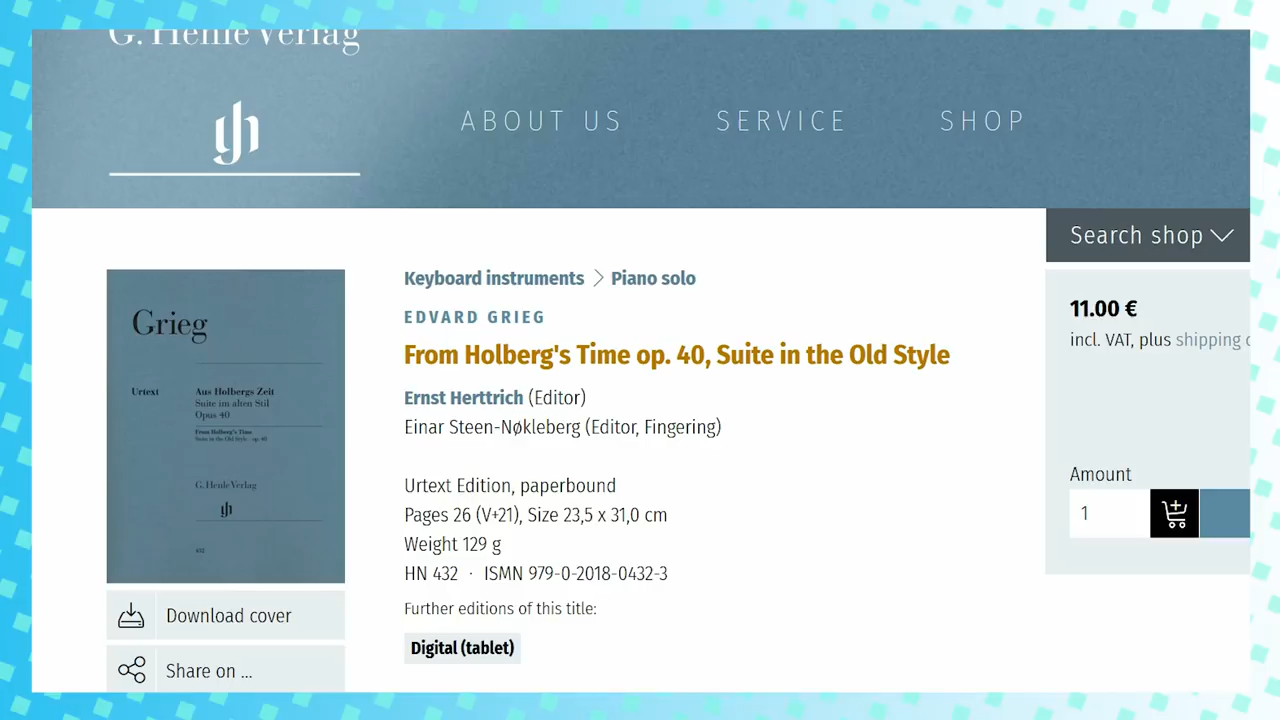 G. Henle Verlag
ABOUT US
SERVICE
SHOP
Search shop
Grieg
Urtext
Aus Holbergs Zeit
Suite im alten Stil
Opus 40
From Holberg's Time
Suite in the Old Style · op. 40
G. Henle Verlag
432
Download cover
Share on ...
Keyboard instruments > Piano solo
EDVARD GRIEG
From Holberg's Time op. 40, Suite in the Old Style
Ernst Herttrich (Editor)
Einar Steen-Nøkleberg (Editor, Fingering)
Urtext Edition, paperbound
Pages 26 (V+21), Size 23,5 x 31,0 cm
Weight 129 g
HN 432 · ISMN 979-0-2018-0432-3
Further editions of this title:
Digital (tablet)
11.00 €
incl. VAT, plus shipping
Amount
1